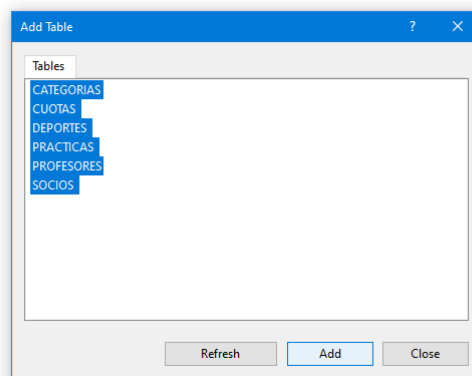 Add Table
Tables
CATEGORIAS
CUOTAS
DEPORTES
PRACTICAS
PROFESORES
SOCIOS
Refresh Add Close